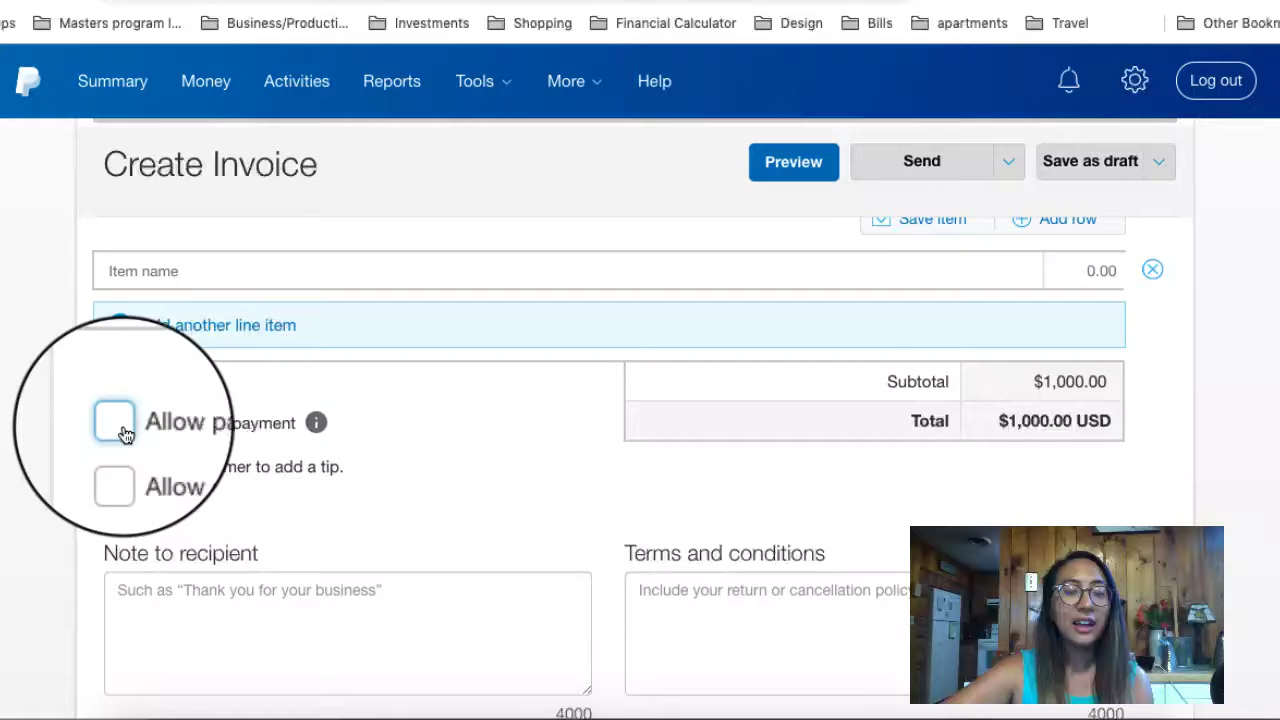 ps Masters program I... Business/Producti... Investments Shopping Financial Calculator Design Bills apartments Travel Other Bookn
Summary Money Activities Reports Tools More Help Log out
Create Invoice Preview Send Save as draft
Save item Add row
Item name 0.00
another line item
Subtotal $1,000.00
Allow p payment Total $1,000.00 USD
Allow mer to add a tip.
Note to recipient Terms and conditions
Such as “Thank you for your business” Include your return or cancellation policy
4000 4000